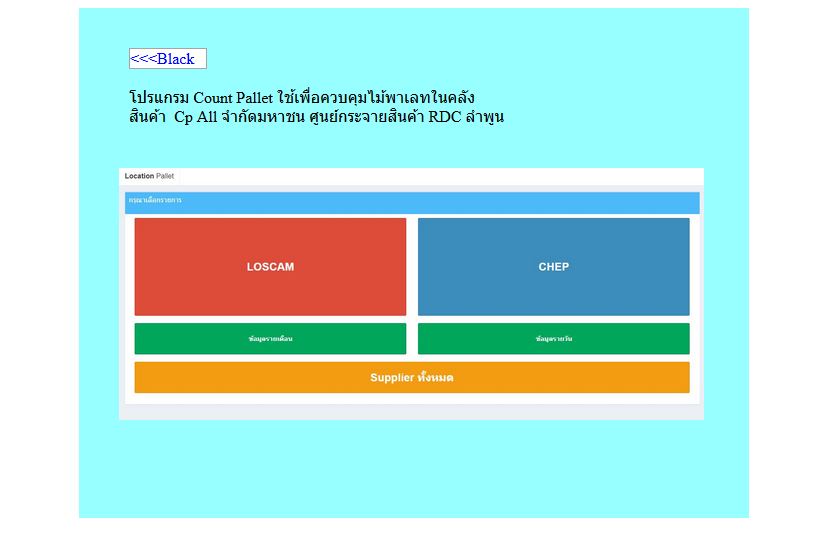 <<<Black
โปรแกรม Count Pallet ใช้เพื่อควบคุมไม้พาเลทในคลัง
สินค้า  Cp All จำกัดมหาชน ศูนย์กระจายสินค้า RDC ลำพูน
Location Pallet
กรุณาเลือกรายการ
LOSCAM
CHEP
ข้อมูลรายเดือน
ข้อมูลรายวัน
Supplier ทั้งหมด